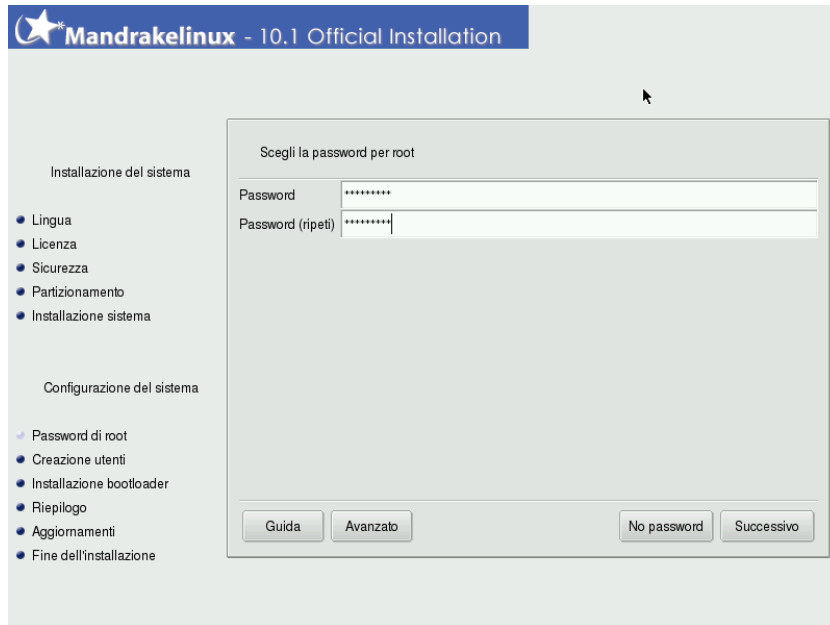 Mandrakelinux - 10.1 Official Installation
Installazione del sistema
Lingua
Licenza
Sicurezza
Partizionamento
Installazione sistema
Configurazione del sistema
Password di root
Creazione utenti
Installazione bootloader
Riepilogo
Aggiornamenti
Fine dell'installazione
Scegli la password per root
Password *********
Password (ripeti) *********
Guida Avanzato No password Successivo